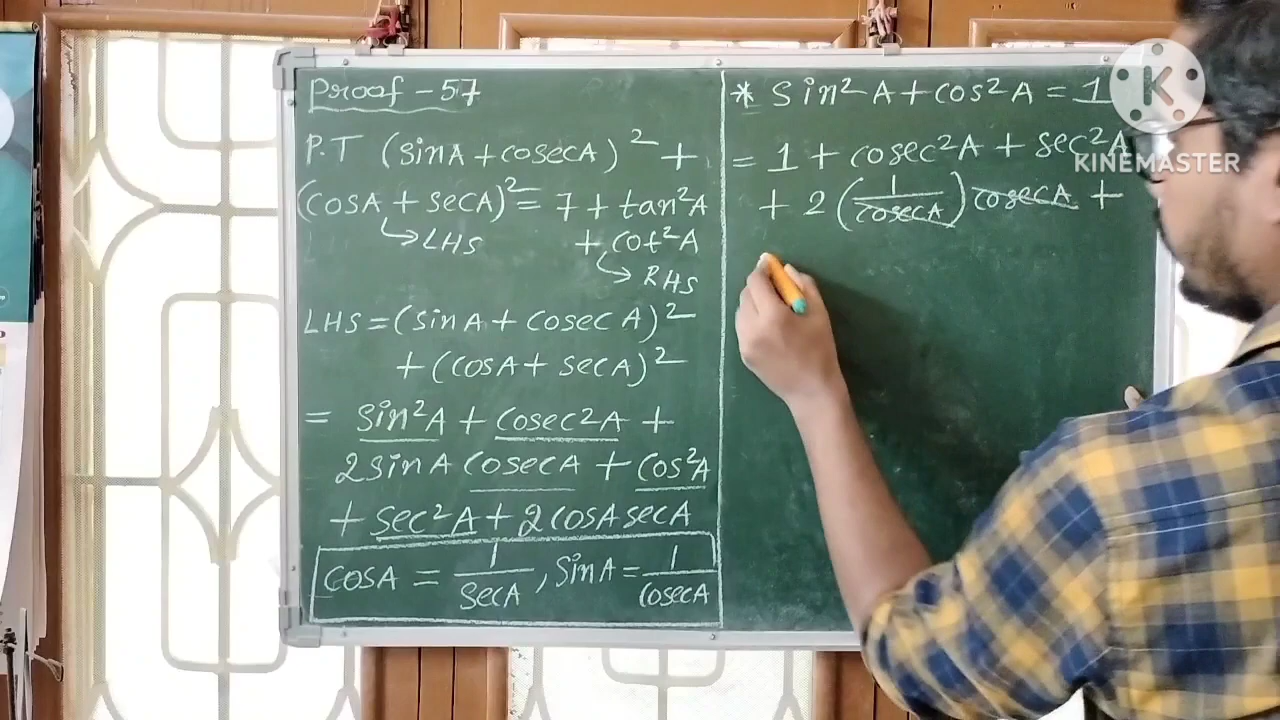 Proof - 57
P.T (sinA + cosecA)² +
(cosA + secA)² = 7 + tan²A
↳ LHS + cot²A
↳ RHS
LHS = (sinA + cosecA)²
+ (cosA + secA)²
= sin²A + cosec²A +
2sinA cosecA + cos²A
+ sec²A + 2cosA secA
cosA = 1/secA , sinA = 1/cosecA
* sin²A + cos²A = 1
= 1 + cosec²A + sec²A
+ 2 (1/cosecA) cosecA +
K
KINEMASTER